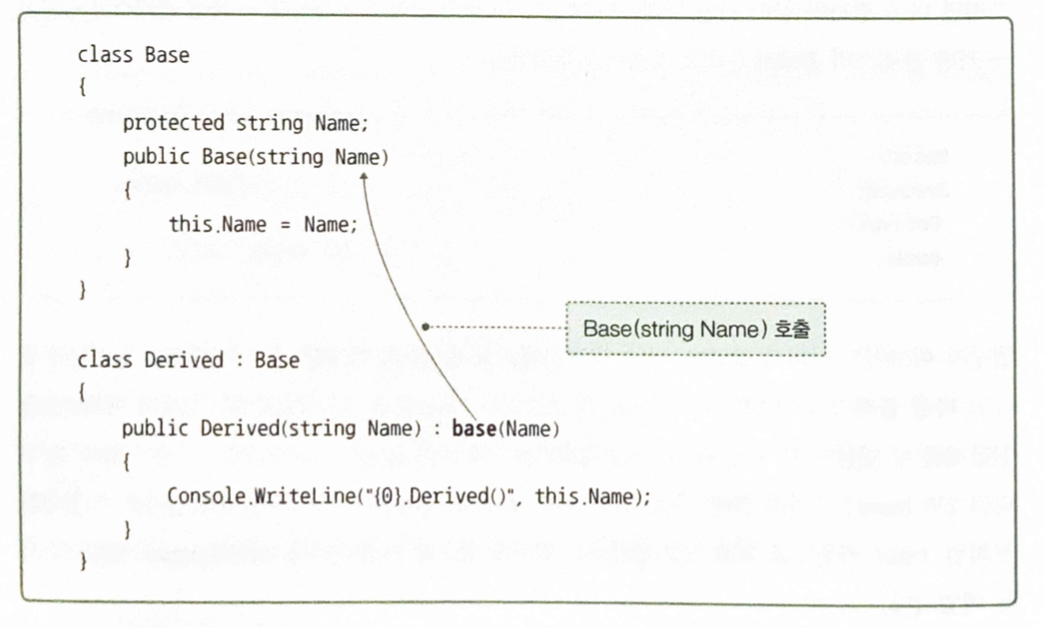 class Base
{
protected string Name;
public Base(string Name)
{
this.Name = Name;
}
}
Base(string Name) 호출
class Derived : Base
{
public Derived(string Name) : base(Name)
{
Console.WriteLine("{0}.Derived()", this.Name);
}
}